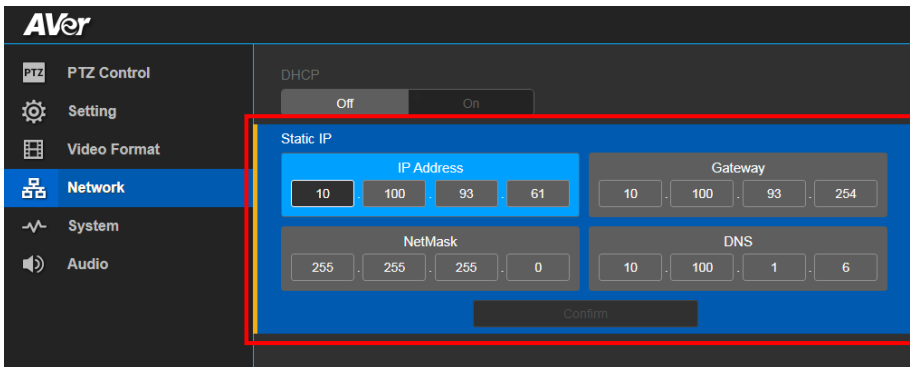 AVer
PTZ PTZ Control
Setting
Video Format
Network
System
Audio
DHCP
Off On
Static IP
IP Address
10 . 100 . 93 . 61
Gateway
10 . 100 . 93 . 254
NetMask
255 . 255 . 255 . 0
DNS
10 . 100 . 1 . 6
Confirm